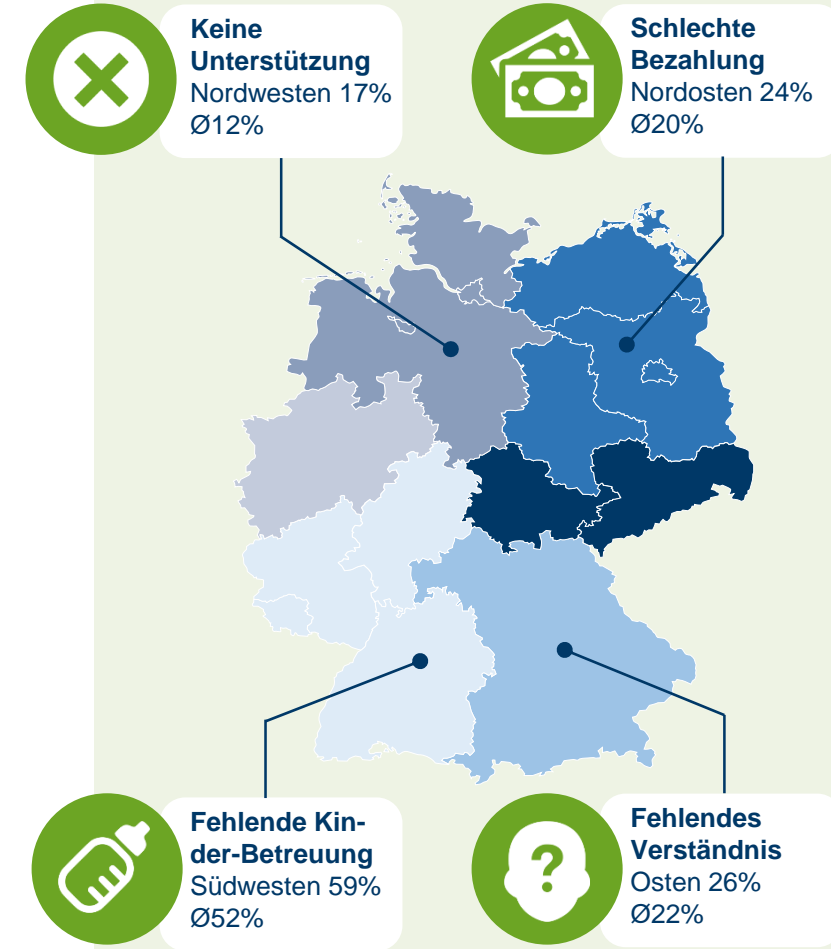 Keine
Unterstützung
Nordwesten 17%
Ø12%
Schlechte
Bezahlung
Nordosten 24%
Ø20%
Fehlende Kin-
der-Betreuung
Südwesten 59%
Ø52%
?
Fehlendes
Verständnis
Osten 26%
Ø22%